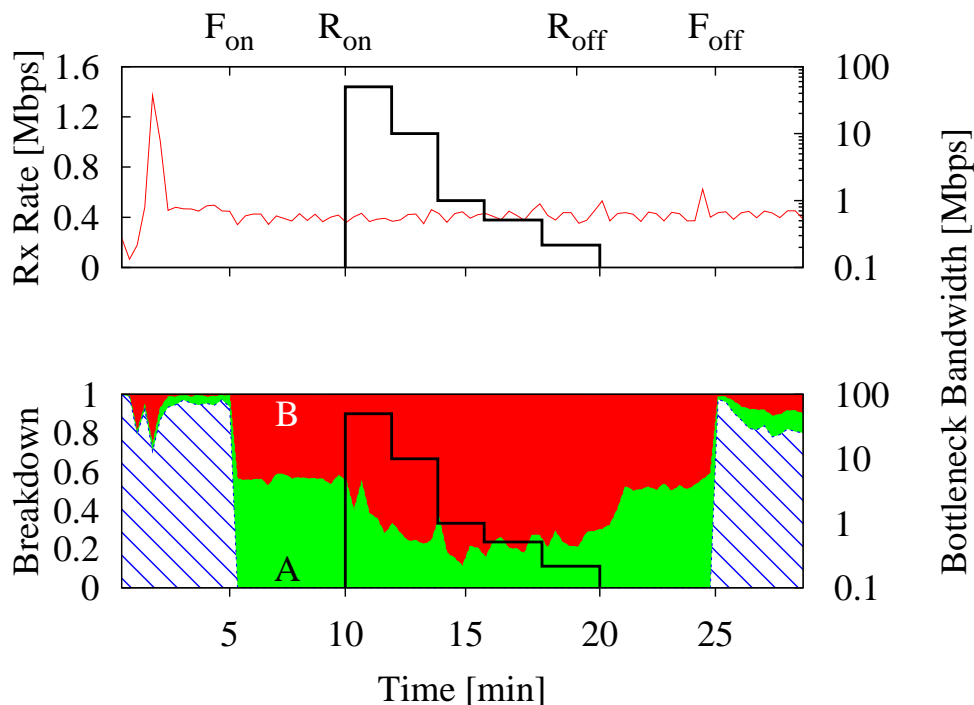 F_on R_on R_off F_off
1.6 100
1.2 10
0.8 1
0.4
0 0.1
Rx Rate [Mbps]
Bottleneck Bandwidth [Mbps]
1 100
B
0.8
0.6 10
0.4 1
0.2
A
0 0.1
Breakdown
5 10 15 20 25
Time [min]